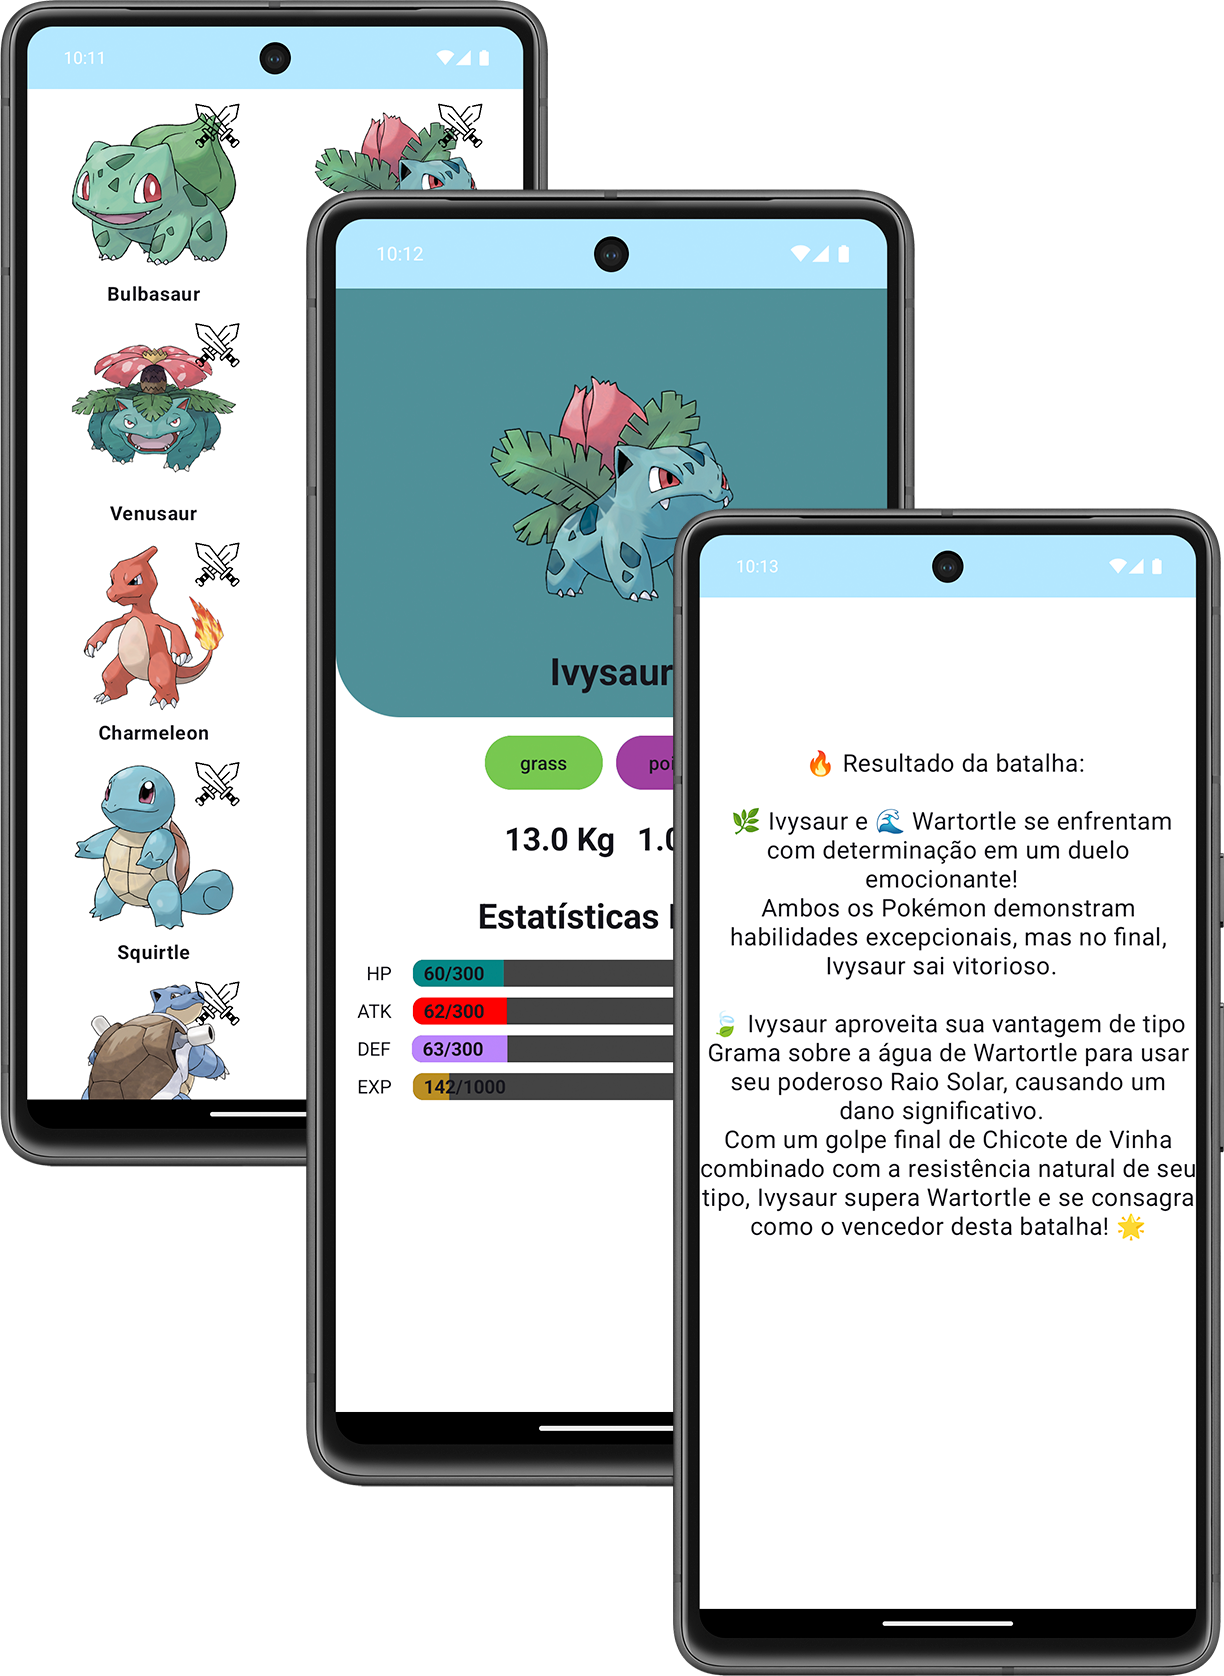 10:11
Bulbasaur
Venusaur
Charmeleon
Squirtle
10:12
Ivysaur
grass
13.0 Kg
Estatísticas
HP 60/300
ATK 62/300
DEF 63/300
EXP 142/1000
10:13
🔥 Resultado da batalha:
🌿 Ivysaur e 🌊 Wartortle se enfrentam
com determinação em um duelo
emocionante!
Ambos os Pokémon demonstram
habilidades excepcionais, mas no final,
Ivysaur sai vitorioso.
🍃 Ivysaur aproveita sua vantagem de tipo
Grama sobre a água de Wartortle para usar
seu poderoso Raio Solar, causando um
dano significativo.
Com um golpe final de Chicote de Vinha
combinado com a resistência natural de seu
tipo, Ivysaur supera Wartortle e se consagra
como o vencedor desta batalha! 🌟